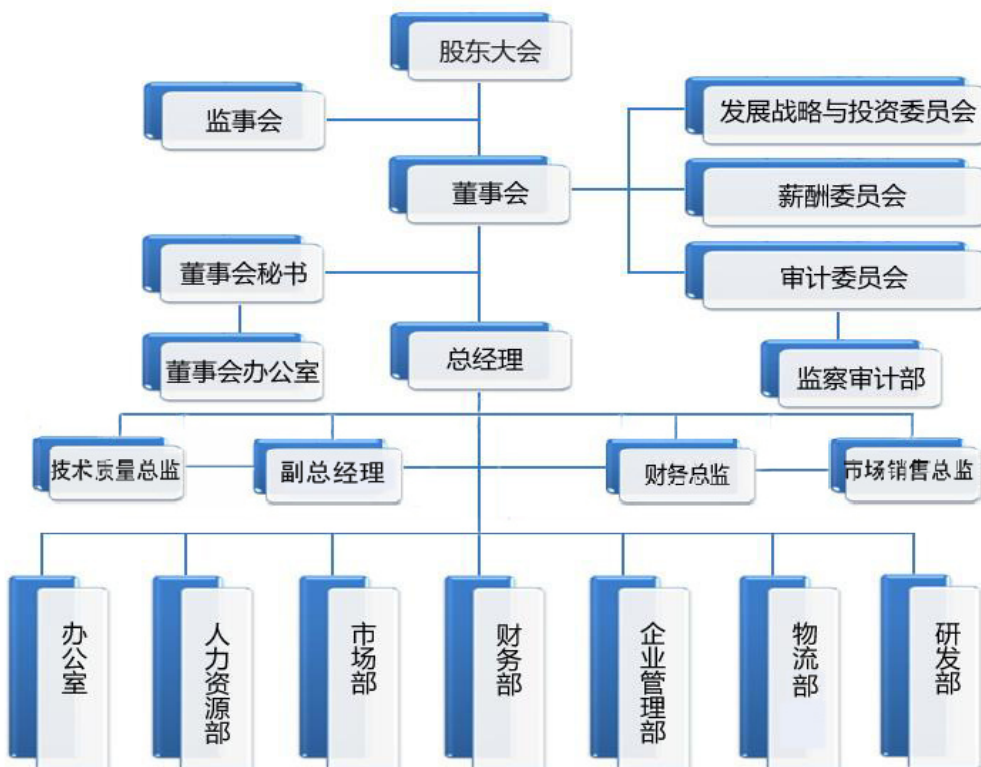 股东大会
监事会
发展战略与投资委员会
董事会
薪酬委员会
董事会秘书
审计委员会
董事会办公室
总经理
监察审计部
技术质量总监
副总经理
财务总监
市场销售总监
办公室
人力资源部
市场部
财务部
企业管理部
物流部
研发部